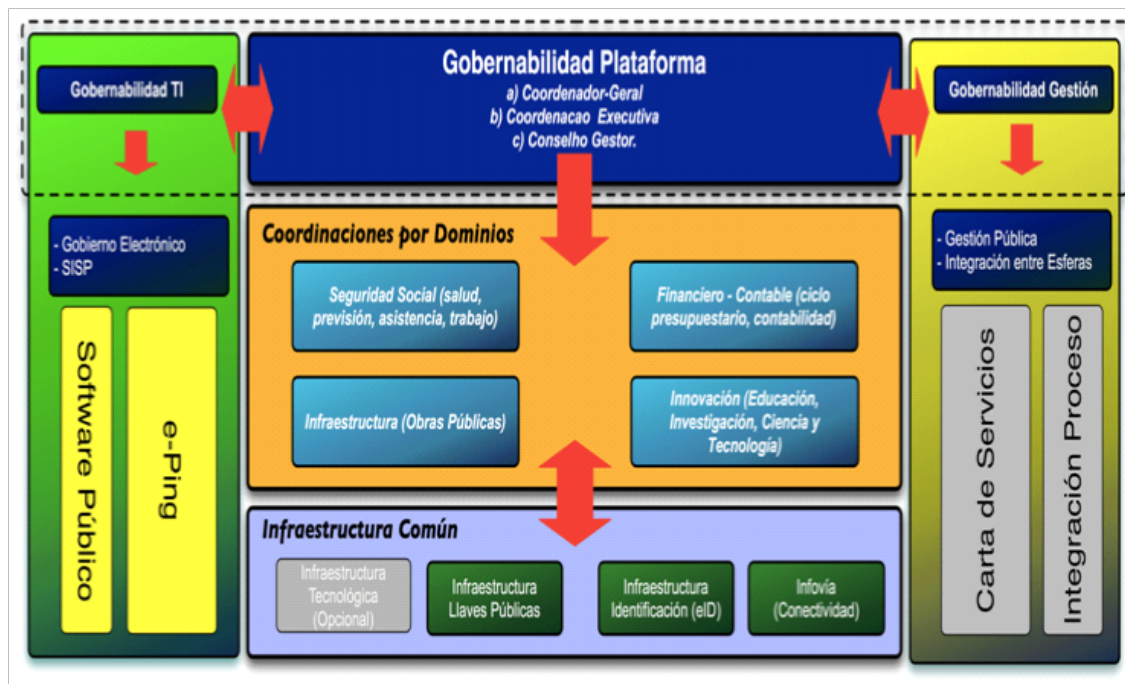 Gobernabilidad TI
- Gobierno Electrónico
- SISP
Software Público
e-Ping
Gobernabilidad Plataforma
a) Coordenador-Geral
b) Coordenacao Executiva
c) Conselho Gestor.
Coordinaciones por Dominios
Seguridad Social (salud,
previsión, asistencia, trabajo)
Financiero - Contable (ciclo
presupuestario, contabilidad)
Infraestructura (Obras Públicas)
Innovación (Educación,
Investigación, Ciencia y
Tecnología)
Infraestructura Común
Infraestructura
Tecnológica
(Opcional)
Infraestructura
Llaves Públicas
Infraestructura
Identificación (eID)
Infovía
(Conectividad)
Gobernabilidad Gestión
- Gestión Pública
- Integración entre Esferas
Carta de Servicios
Integración Proceso